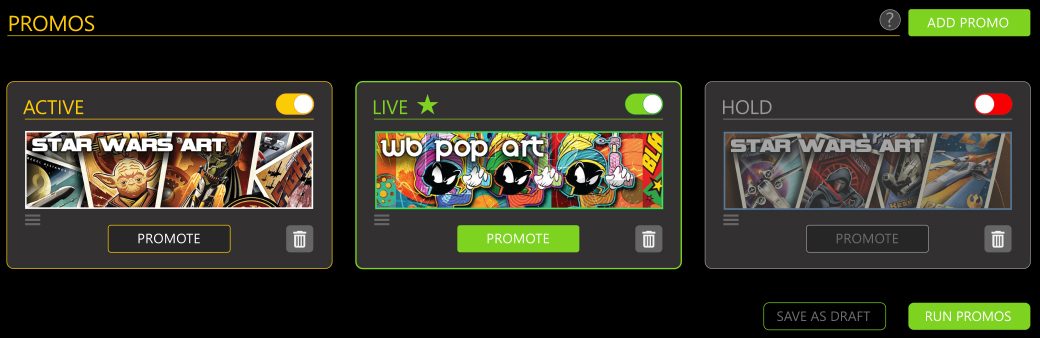 PROMOS
?
ADD PROMO
ACTIVE
STAR WARS ART
PROMOTE
LIVE
wb pop art
PROMOTE
HOLD
STAR WARS ART
PROMOTE
SAVE AS DRAFT
RUN PROMOS